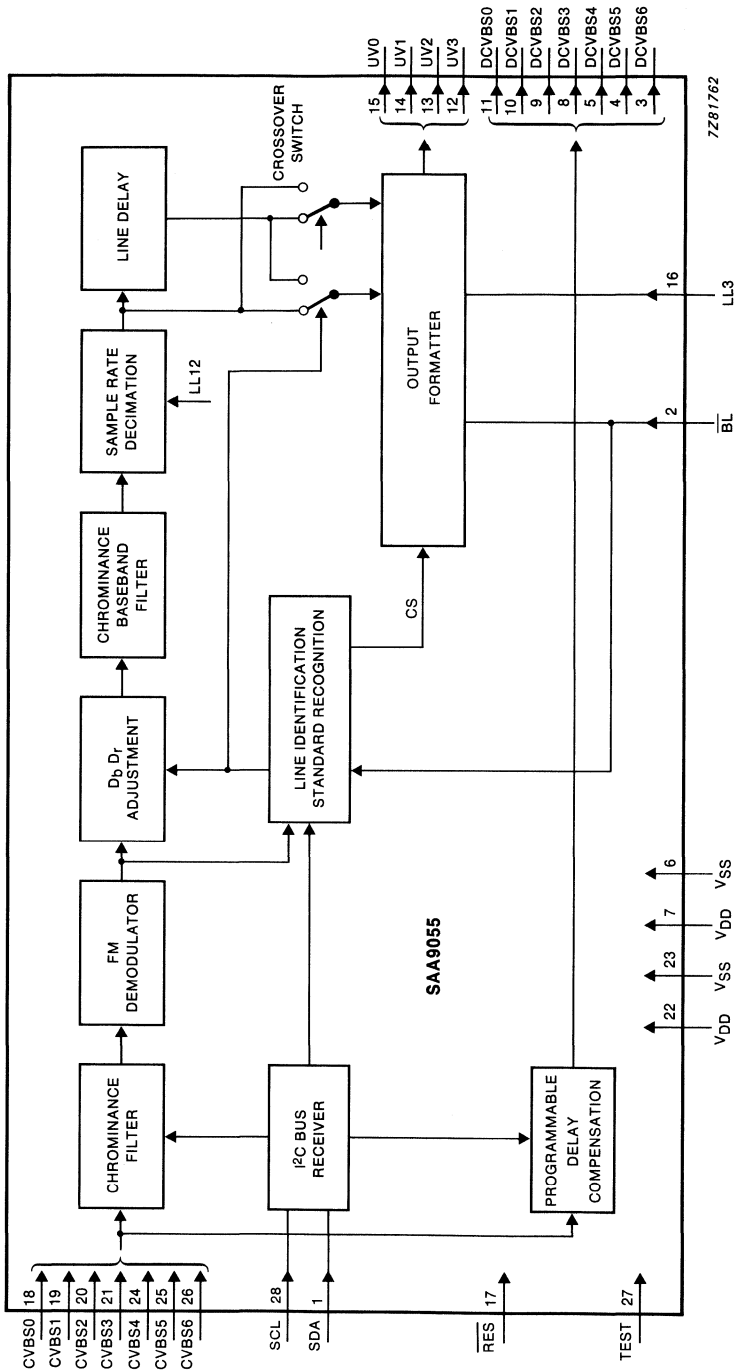 CVBS0 18
CVBS1 19
CVBS2 20
CVBS3 21
CVBS4 24
CVBS5 25
CVBS6 26
CHROMINANCE
FILTER
FM
DEMODULATOR
Db Dr
ADJUSTMENT
CHROMINANCE
BASEBAND
FILTER
SAMPLE RATE
DECIMATION
LL12
LINE DELAY
CROSSOVER
SWITCH
SCL 28
SDA 1
I²C BUS
RECEIVER
LINE IDENTIFICATION
STANDARD RECOGNITION
CS
OUTPUT
FORMATTER
15 UV0
14 UV1
13 UV2
12 UV3
11 DCVBS0
10 DCVBS1
9 DCVBS2
8 DCVBS3
5 DCVBS4
4 DCVBS5
3 DCVBS6
SAA9055
RES 17
TEST 27
PROGRAMMABLE
DELAY
COMPENSATION
22 VDD
23 VSS
7 VDD
6 VSS
2 BL
16 LL3
7Z81762